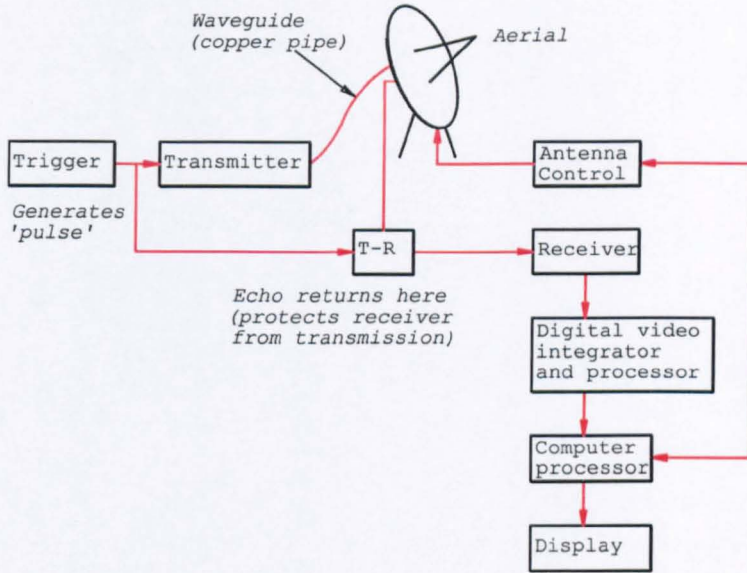 Waveguide
(copper pipe)
Aerial
Trigger
Transmitter
Antenna
Control
Generates
'pulse'
T-R
Receiver
Echo returns here
(protects receiver
from transmission)
Digital video
integrator
and processor
Computer
processor
Display